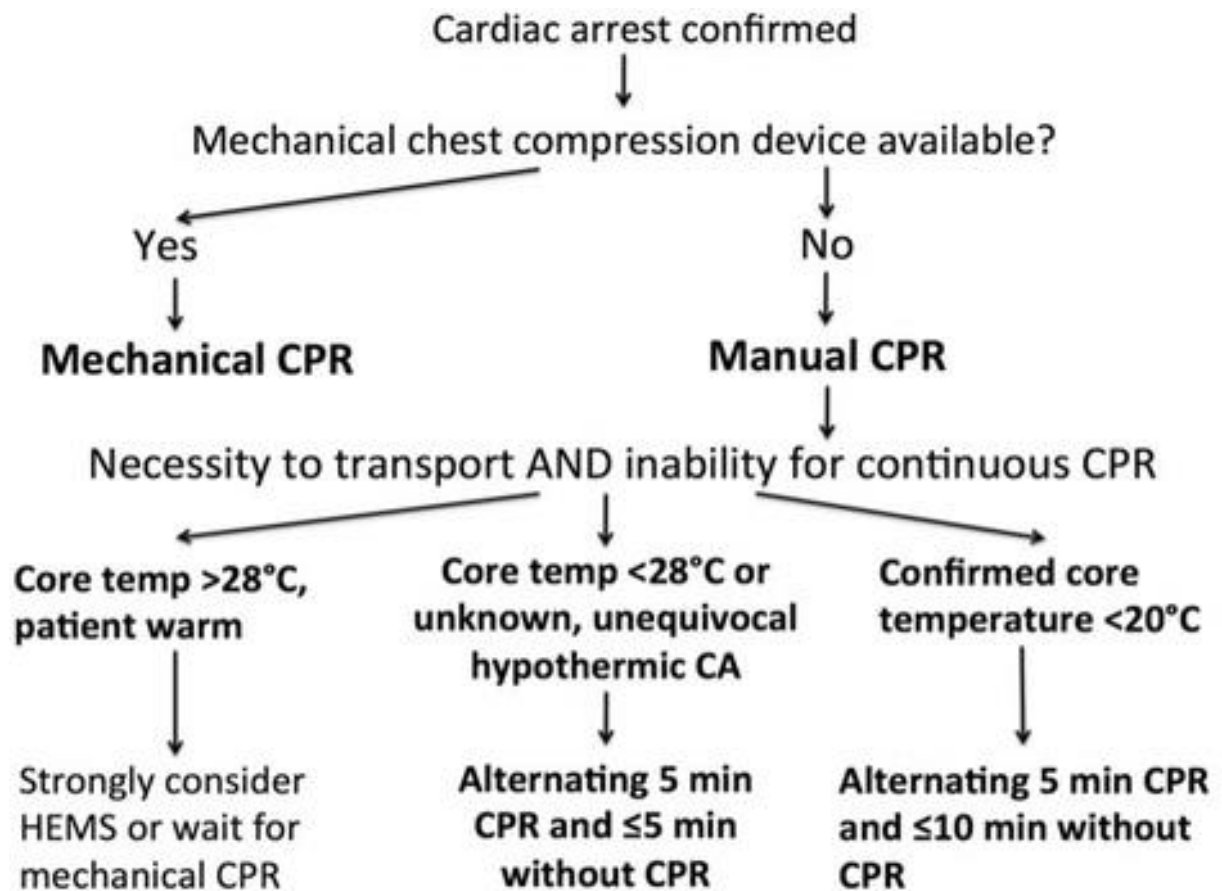 Cardiac arrest confirmed
Mechanical chest compression device available?
Yes
No
Mechanical CPR
Manual CPR
Necessity to transport AND inability for continuous CPR
Core temp >28°C,
patient warm
Core temp <28°C or
unknown, unequivocal
hypothermic CA
Confirmed core
temperature <20°C
Strongly consider
HEMS or wait for
mechanical CPR
Alternating 5 min
CPR and ≤5 min
without CPR
Alternating 5 min CPR
and ≤10 min without
CPR